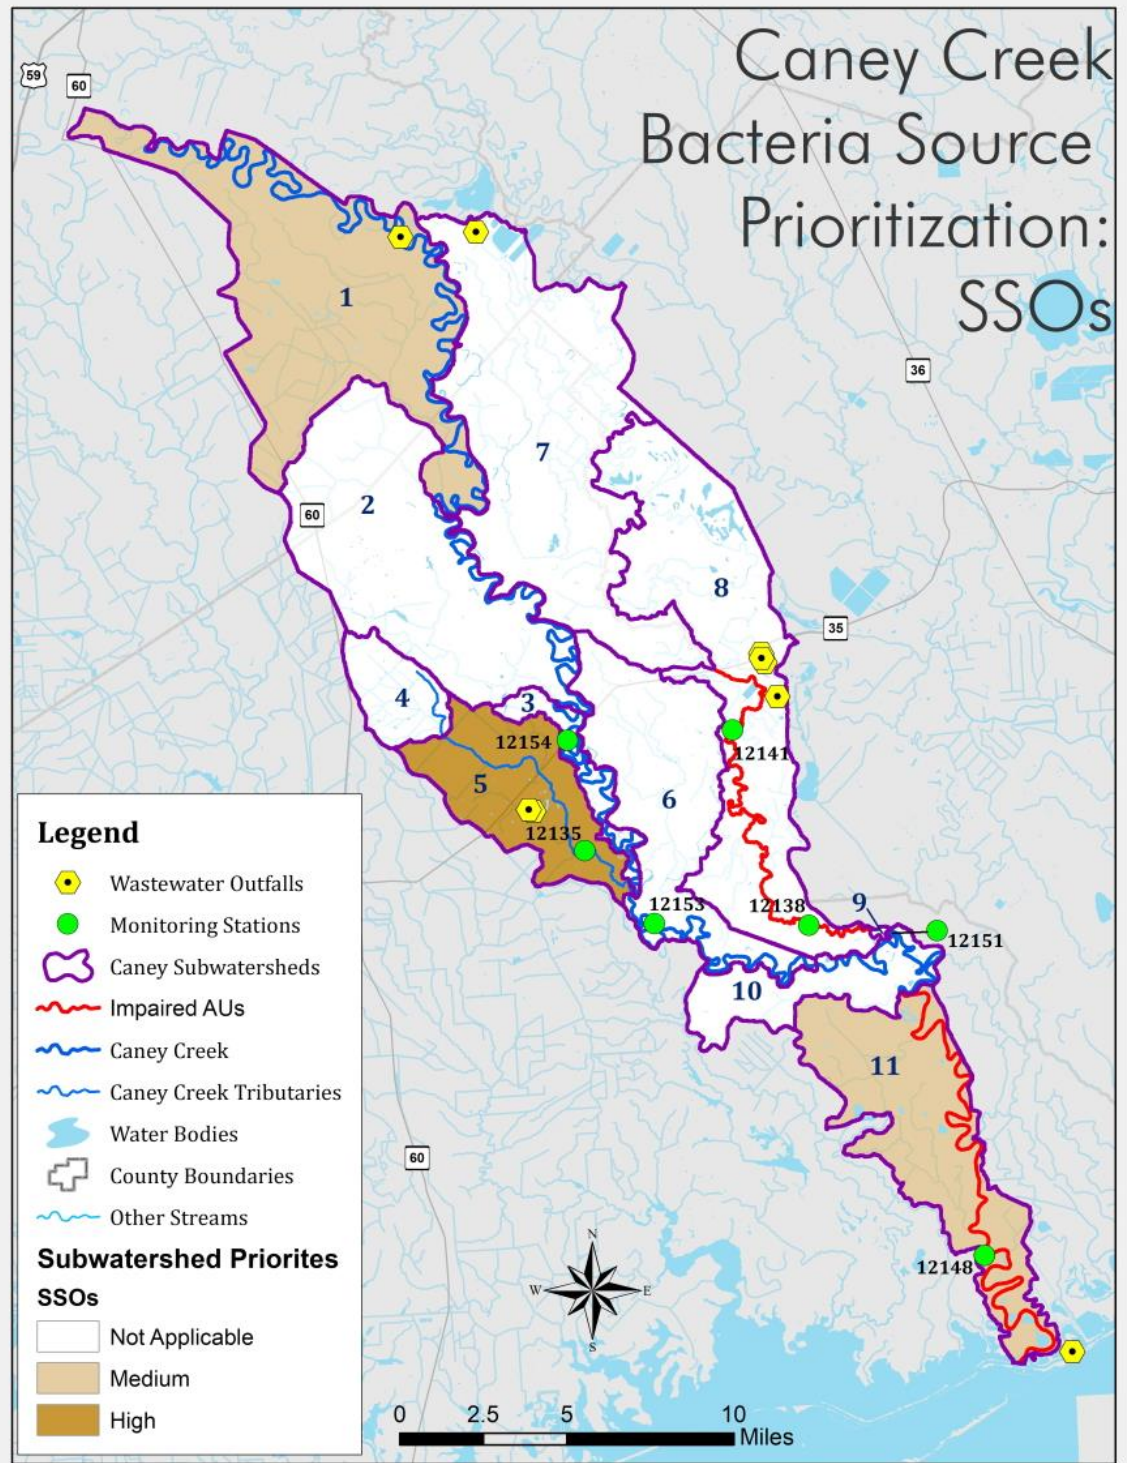 Caney Creek
Bacteria Source
Prioritization:
SSOs
59
60
36
1
7
2
60
8
35
4
3
12154
12141
5
6
12135
12153
12138
9
12151
10
11
60
12148
Legend
Wastewater Outfalls
Monitoring Stations
Caney Subwatersheds
Impaired AUs
Caney Creek
Caney Creek Tributaries
Water Bodies
County Boundaries
Other Streams
Subwatershed Priorites
SSOs
Not Applicable
Medium
High
N
W
E
S
0 2.5 5 10
Miles